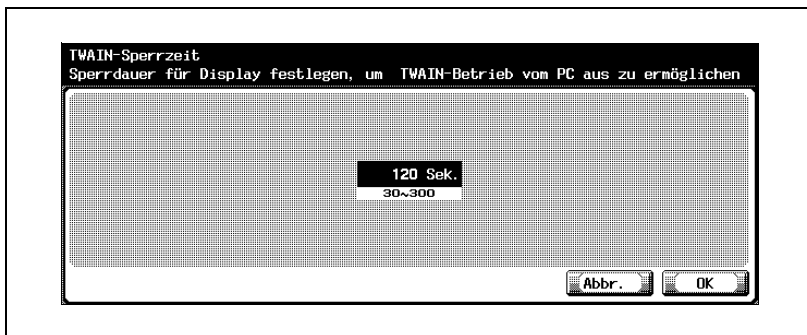 TWAIN-Sperrzeit
Sperrdauer für Display festlegen, um TWAIN-Betrieb vom PC aus zu ermöglichen
120 Sek.
30~300
Abbr. OK